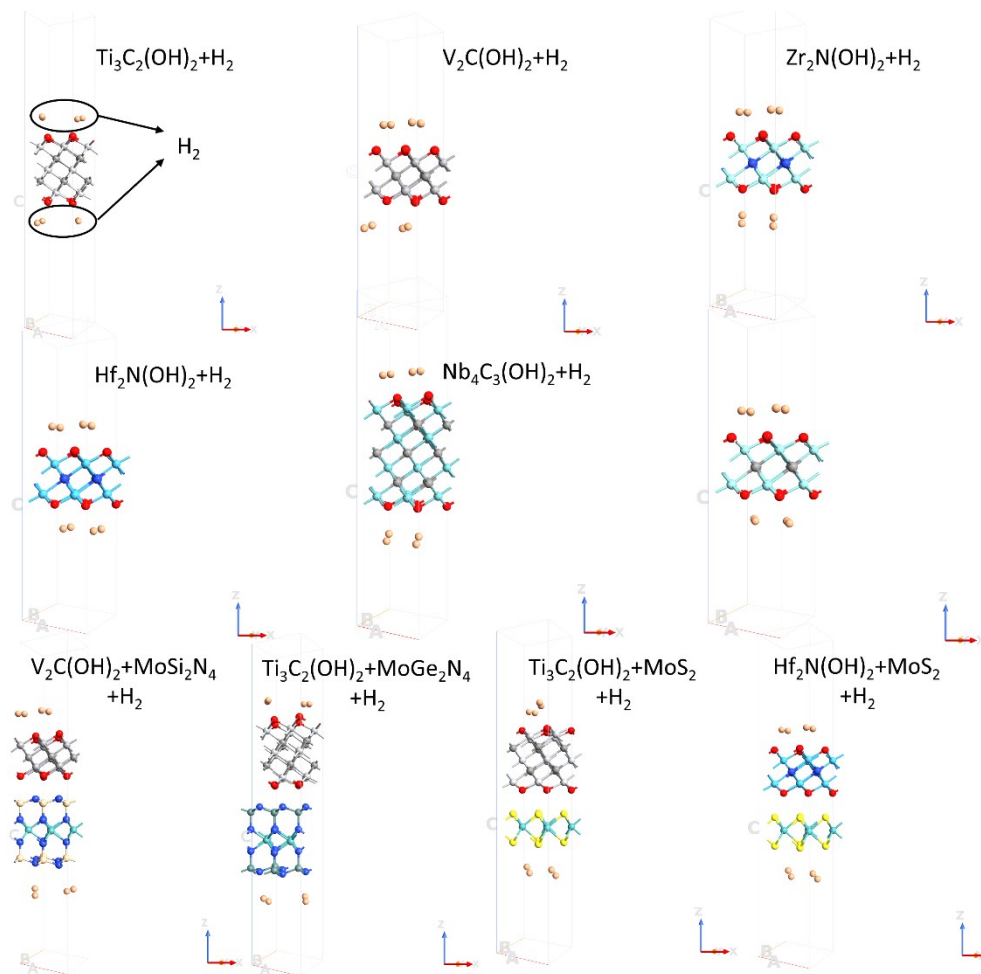 Ti₃C₂(OH)₂+H₂
V₂C(OH)₂+H₂
Zr₂N(OH)₂+H₂
H₂
C
C
C
B
A
z
x
z
x
B
A
z
x
Hf₂N(OH)₂+H₂
Nb₄C₃(OH)₂+H₂
C
C
C
B
A
z
x
B
A
z
x
B
A
z
x
V₂C(OH)₂+MoSi₂N₄
+H₂
Ti₃C₂(OH)₂+MoGe₂N₄
+H₂
Ti₃C₂(OH)₂+MoS₂
+H₂
Hf₂N(OH)₂+MoS₂
+H₂
C
C
C
C
B
A
z
x
B
A
z
x
B
A
z
x
B
A
z